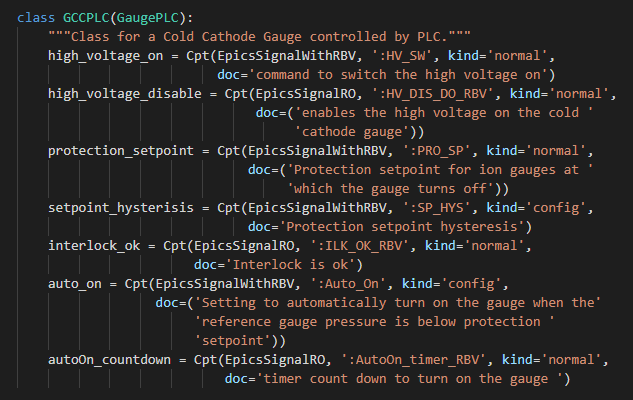 class GCCPLC(GaugePLC):
    """Class for a Cold Cathode Gauge controlled by PLC."""
    high_voltage_on = Cpt(EpicsSignalWithRBV, ':HV_SW', kind='normal',
                          doc='command to switch the high voltage on')
    high_voltage_disable = Cpt(EpicsSignalRO, ':HV_DIS_DO_RBV', kind='normal',
                               doc=('enables the high voltage on the cold '
                                    'cathode gauge'))
    protection_setpoint = Cpt(EpicsSignalWithRBV, ':PRO_SP', kind='normal',
                              doc=('Protection setpoint for ion gauges at '
                                   'which the gauge turns off'))
    setpoint_hysterisis = Cpt(EpicsSignalWithRBV, ':SP_HYS', kind='config',
                              doc='Protection setpoint hysteresis')
    interlock_ok = Cpt(EpicsSignalRO, ':ILK_OK_RBV', kind='normal',
                       doc='Interlock is ok')
    auto_on = Cpt(EpicsSignalWithRBV, ':Auto_On', kind='config',
                  doc=('Setting to automatically turn on the gauge when the'
                       'reference gauge pressure is below protection '
                       'setpoint'))
    autoOn_countdown = Cpt(EpicsSignalRO, ':AutoOn_timer_RBV', kind='normal',
                           doc='timer count down to turn on the gauge ')